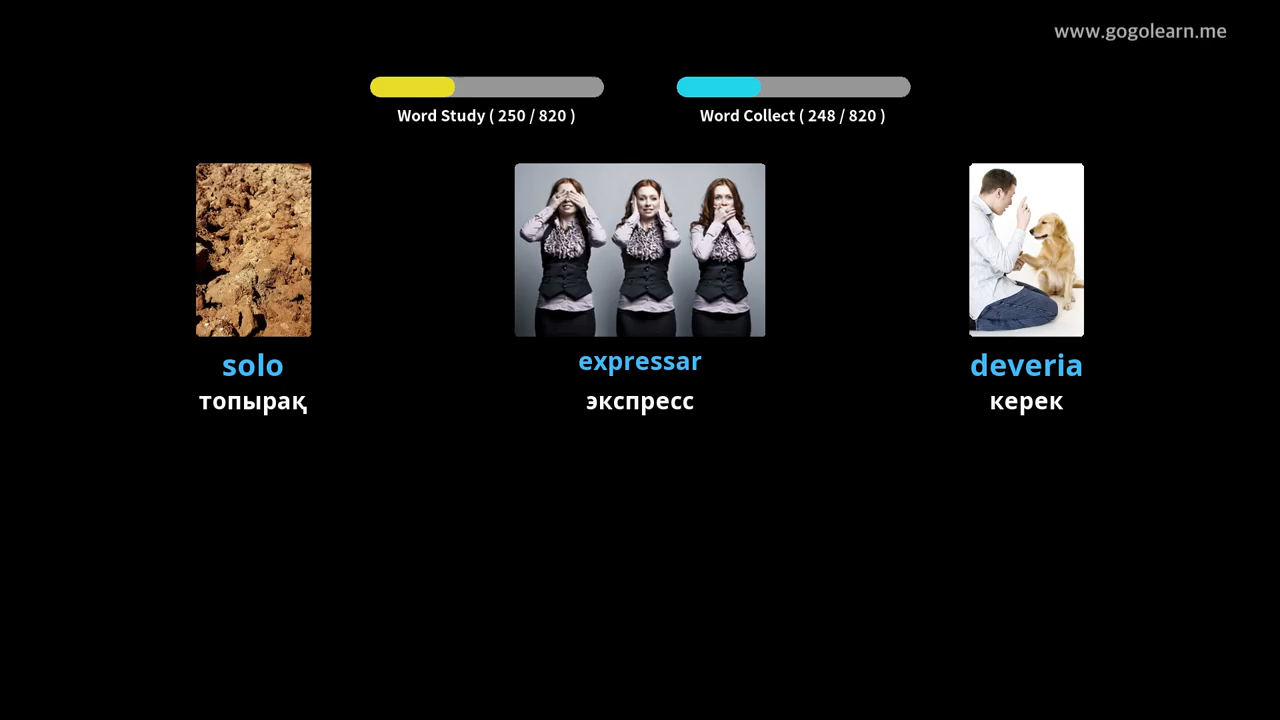 www.gogolearn.me
Word Study ( 250 / 820 )
Word Collect ( 248 / 820 )
solo
топырақ
expressar
экспресс
deveria
керек